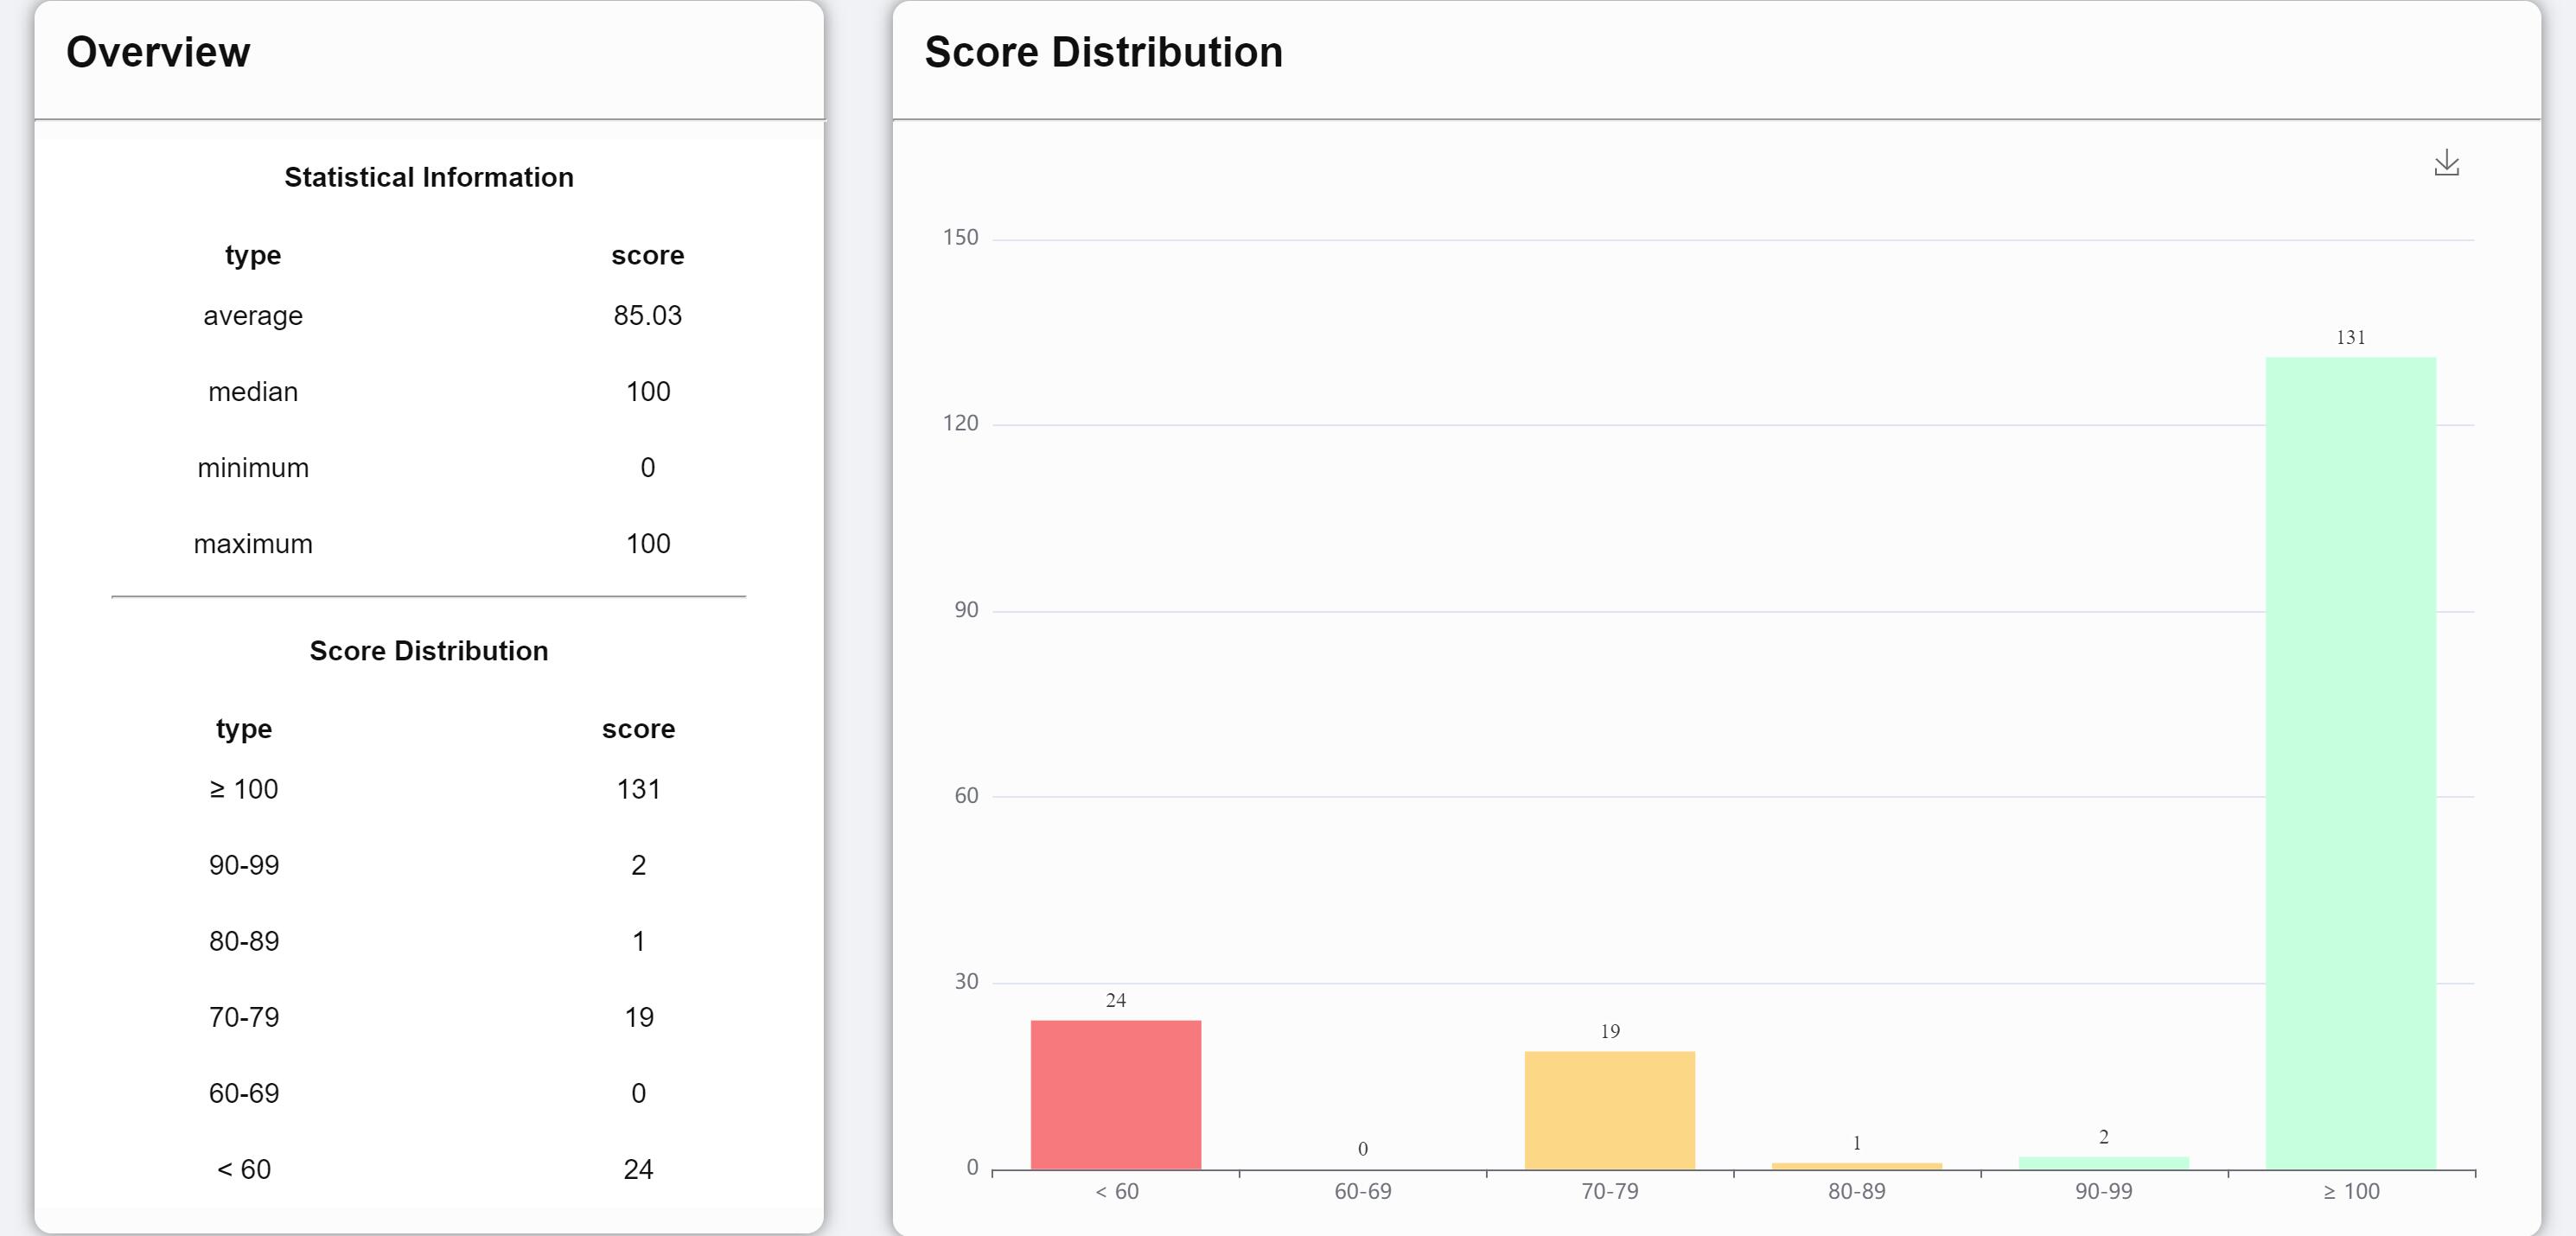 Overview
Statistical Information
type score
average 85.03
median 100
minimum 0
maximum 100
Score Distribution
type score
≥ 100 131
90-99 2
80-89 1
70-79 19
60-69 0
< 60 24
Score Distribution
150
120
90
60
30
0
24
0
19
1
2
131
< 60 60-69 70-79 80-89 90-99 ≥ 100